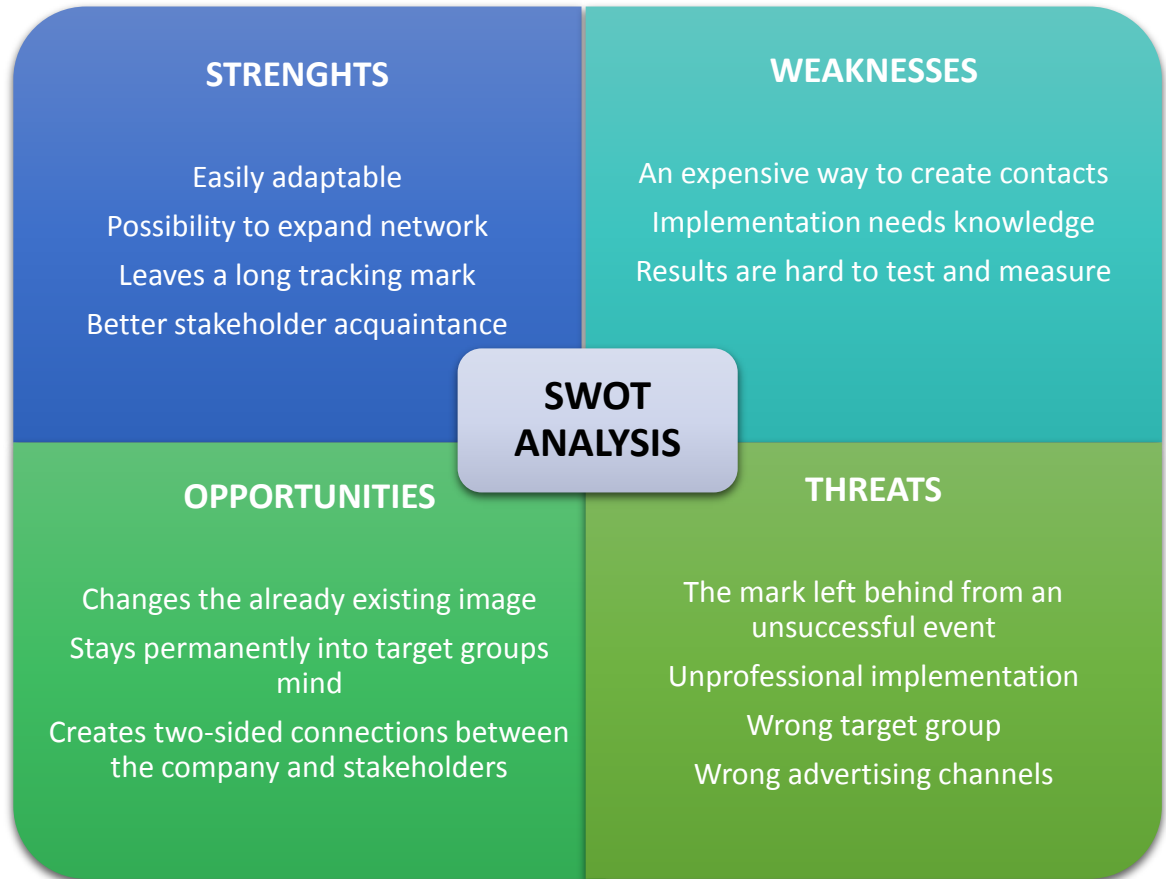 STRENGHTS
Easily adaptable
Possibility to expand network
Leaves a long tracking mark
Better stakeholder acquaintance
WEAKNESSES
An expensive way to create contacts
Implementation needs knowledge
Results are hard to test and measure
SWOT
ANALYSIS
OPPORTUNITIES
Changes the already existing image
Stays permanently into target groups
mind
Creates two-sided connections between
the company and stakeholders
THREATS
The mark left behind from an
unsuccessful event
Unprofessional implementation
Wrong target group
Wrong advertising channels